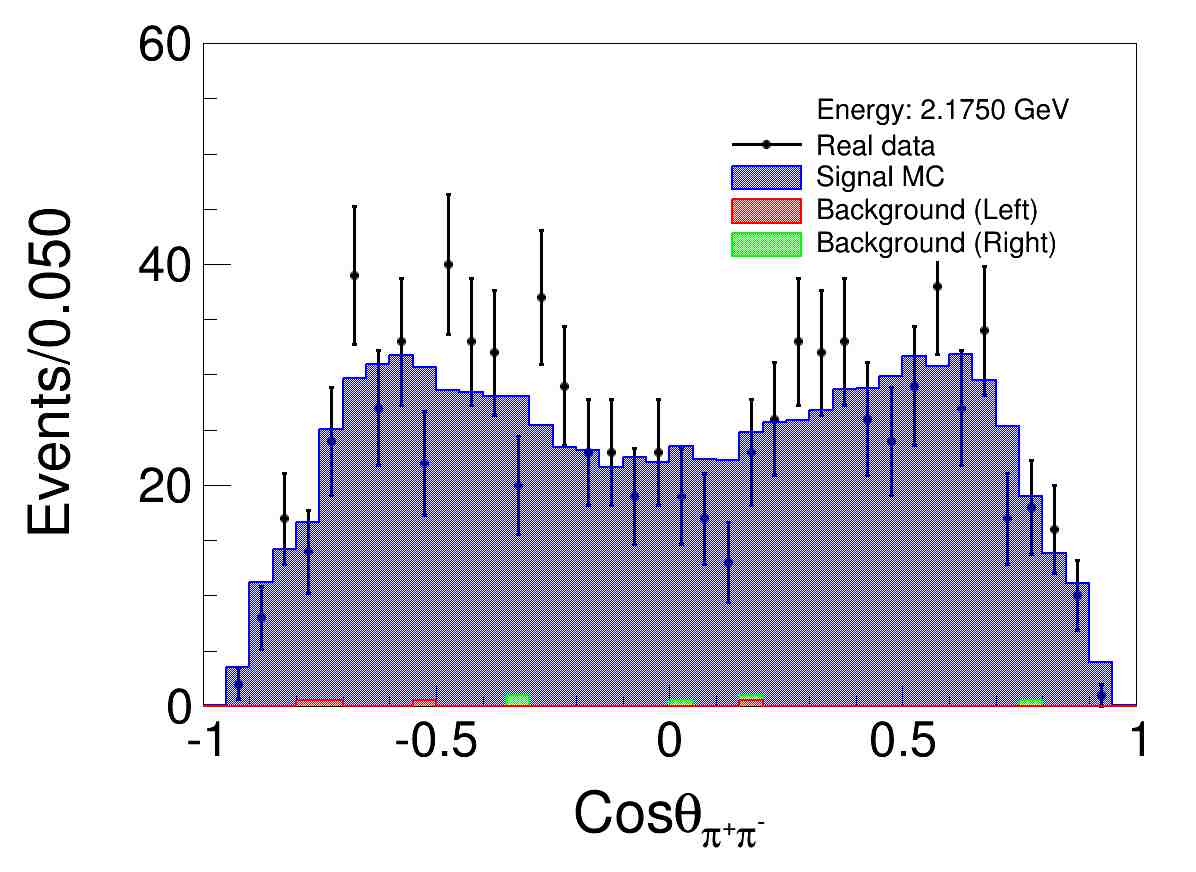 60
40
20
0
Events/0.050
Energy: 2.1750 GeV
Real data
Signal MC
Background (Left)
Background (Right)
-1
-0.5
0
0.5
1
Cosθπ⁺π⁻